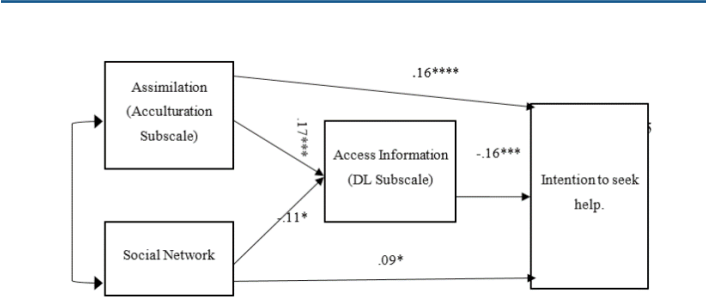 .16****
Assimilation
(Acculturation
Subscale)
.17***
Access Information
(DL Subscale)
-.16***
Intention to seek
help.
-.11*
Social Network
.09*